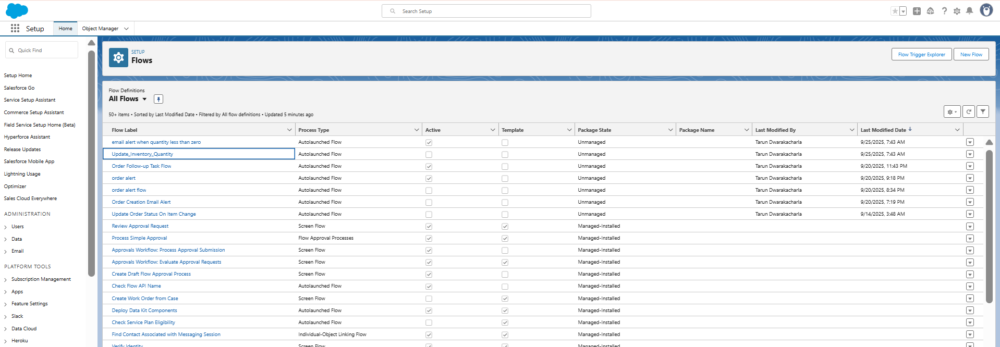 Search Setup
Setup
Home
Object Manager
Quick Find
Setup Home
Salesforce Go
Service Setup Assistant
Commerce Setup Assistant
Field Service Setup Home (Beta)
Hyperforce Assistant
Release Updates
Salesforce Mobile App
Lightning Usage
Optimizer
Sales Cloud Everywhere
ADMINISTRATION
Users
Data
Email
PLATFORM TOOLS
Subscription Management
Apps
Feature Settings
Slack
Data Cloud
Heroku
SETUP
Flows
Flow Trigger Explorer
New Flow
Flow Definitions
All Flows
50+ items • Sorted by Last Modified Date • Filtered by All flow definitions • Updated 5 minutes ago
Flow Label Process Type Active Template Package State Package Name Last Modified By Last Modified Date
email alert when quantity less than zero Autolaunched Flow Unmanaged Tarun Dwarakacharla 9/25/2025, 7:43 AM
Update_Inventory_Quantity Autolaunched Flow Unmanaged Tarun Dwarakacharla 9/25/2025, 7:43 AM
Order Follow-up Task Flow Autolaunched Flow Unmanaged Tarun Dwarakacharla 9/20/2025, 11:43 PM
order alert Autolaunched Flow Unmanaged Tarun Dwarakacharla 9/20/2025, 9:18 PM
order alert flow Autolaunched Flow Unmanaged Tarun Dwarakacharla 9/20/2025, 8:34 PM
Order Creation Email Alert Autolaunched Flow Unmanaged Tarun Dwarakacharla 9/20/2025, 7:19 PM
Update Order Status On Item Change Autolaunched Flow Unmanaged Tarun Dwarakacharla 9/14/2025, 3:48 AM
Review Approval Request Screen Flow Managed-Installed
Process Simple Approval Flow Approval Processes Managed-Installed
Approvals Workflow: Process Approval Submission Screen Flow Managed-Installed
Approvals Workflow: Evaluate Approval Requests Screen Flow Managed-Installed
Create Draft Flow Approval Process Screen Flow Managed-Installed
Check Flow API Name Autolaunched Flow Managed-Installed
Create Work Order from Case Screen Flow Managed-Installed
Deploy Data Kit Components Autolaunched Flow Managed-Installed
Check Service Plan Eligibility Autolaunched Flow Managed-Installed
Find Contact Associated with Messaging Session Individual-Object Linking Flow Managed-Installed
Verify Identity Screen Flow Managed-Installed